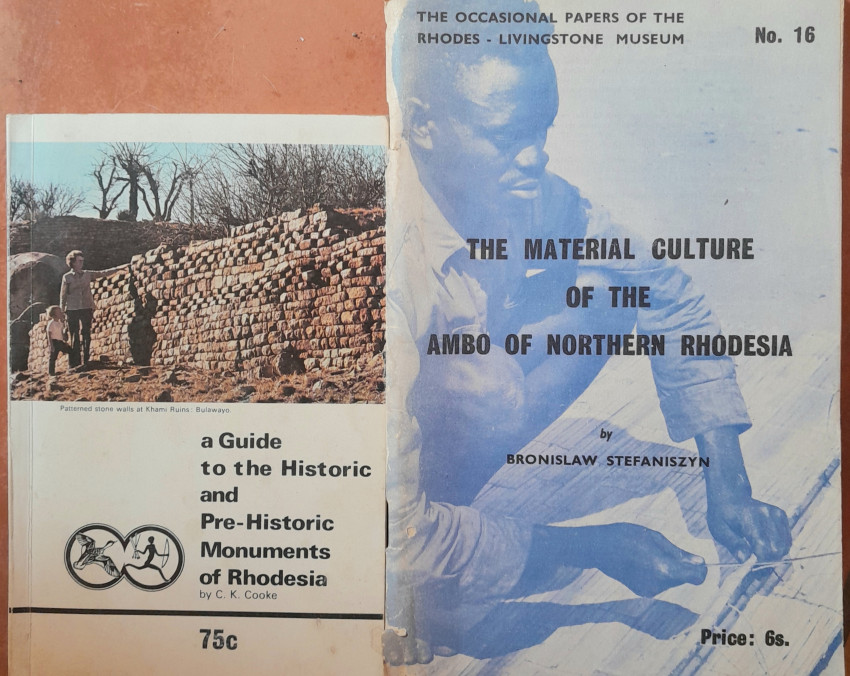 Patterned stone walls at Khami Ruins: Bulawayo.
a Guide
to the Historic
and
Pre-Historic
Monuments
of Rhodesia
by C. K. Cooke
75c
THE OCCASIONAL PAPERS OF THE
RHODES - LIVINGSTONE MUSEUM
No. 16
THE MATERIAL CULTURE
OF THE
AMBO OF NORTHERN RHODESIA
by
BRONISLAW STEFANISZYN
Price: 6s.